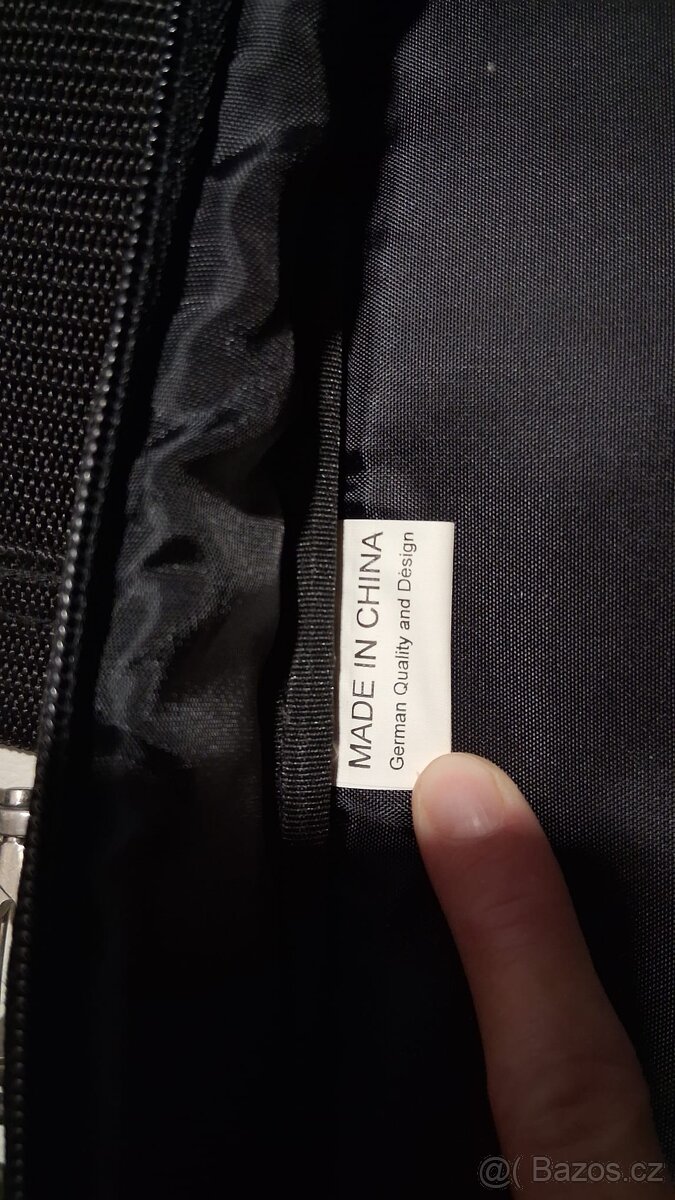 MADE IN CHINA
German Quality and Design
@( Bazos.cz